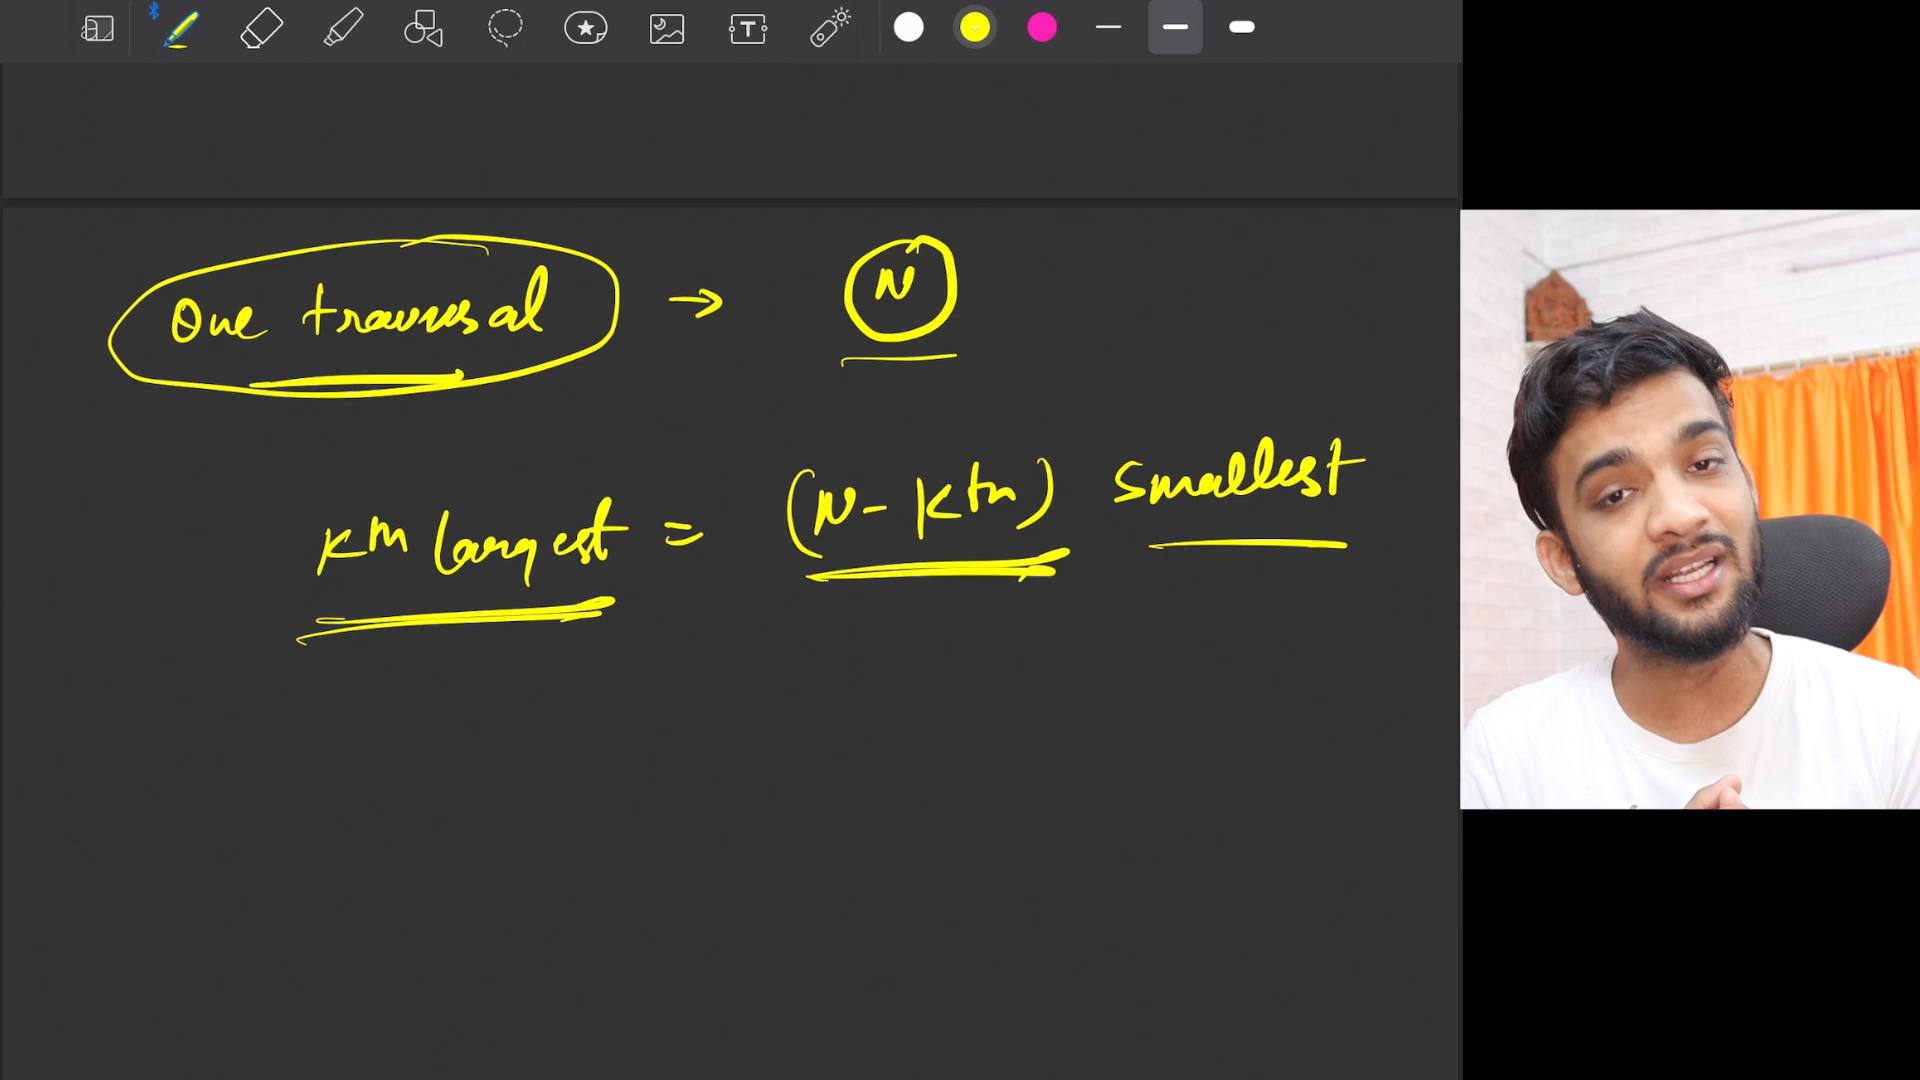 One traversal → N
Kth largest = (N - Kth) smallest